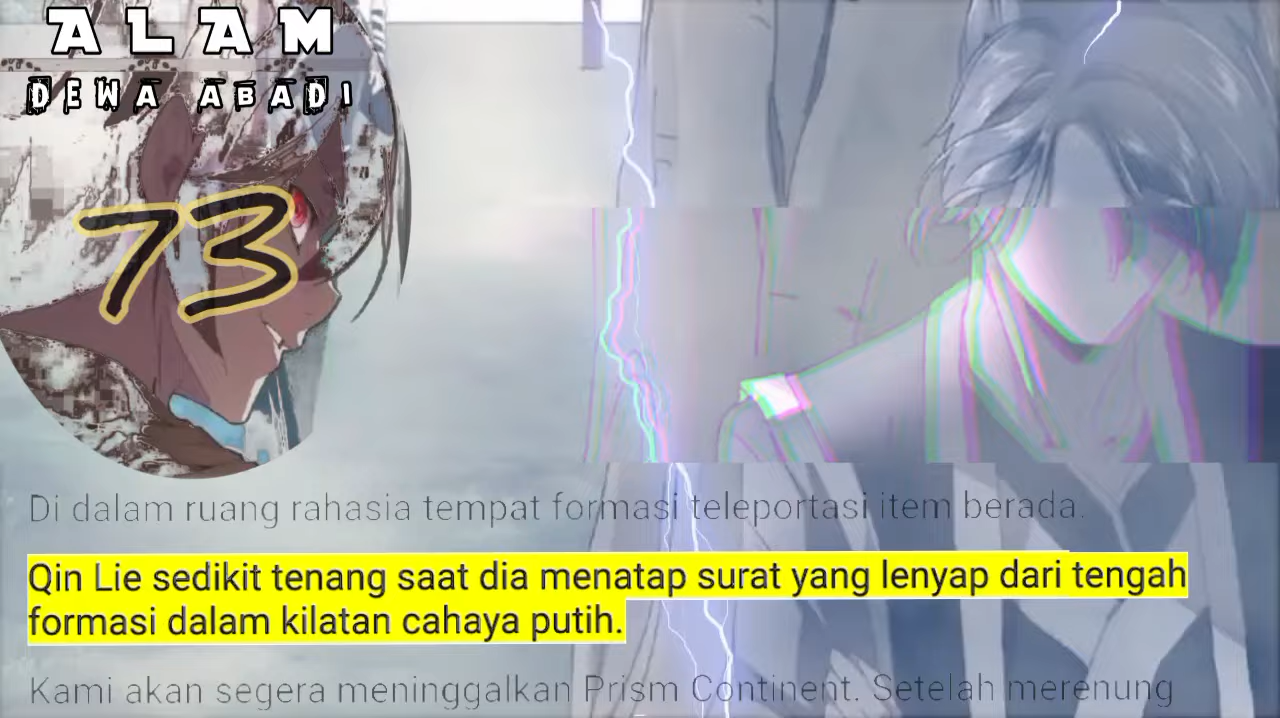 ALAM
DEWA ABADI
73
Di dalam ruang rahasia tempat formasi teleportasi item berada.
Qin Lie sedikit tenang saat dia menatap surat yang lenyap dari tengah
formasi dalam kilatan cahaya putih.
Kami akan segera meninggalkan Prism Continent. Setelah merenung